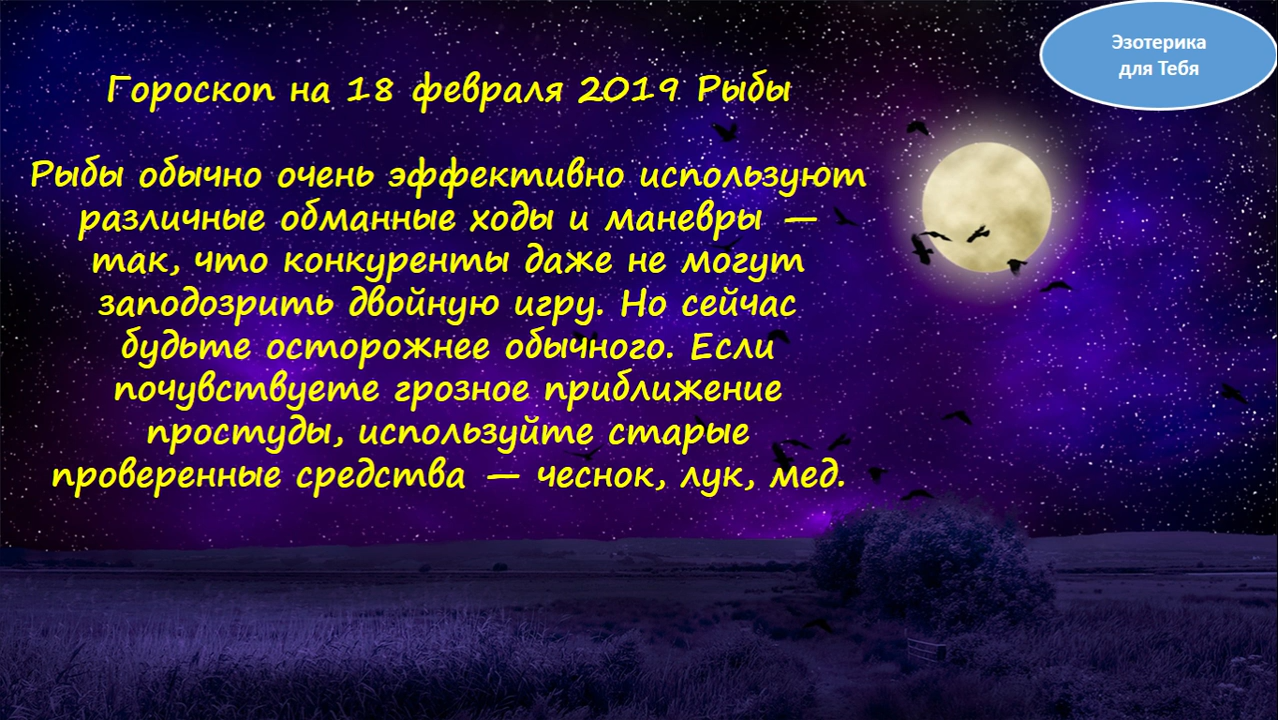 Эзотерика
для Тебя
Гороскоп на 18 февраля 2019 Рыбы
Рыбы обычно очень эффективно используют
различные обманные ходы и маневры —
так, что конкуренты даже не могут
заподозрить двойную игру. Но сейчас
будьте осторожнее обычного. Если
почувствуете грозное приближение
простуды, используйте старые
проверенные средства — чеснок, лук, мед.